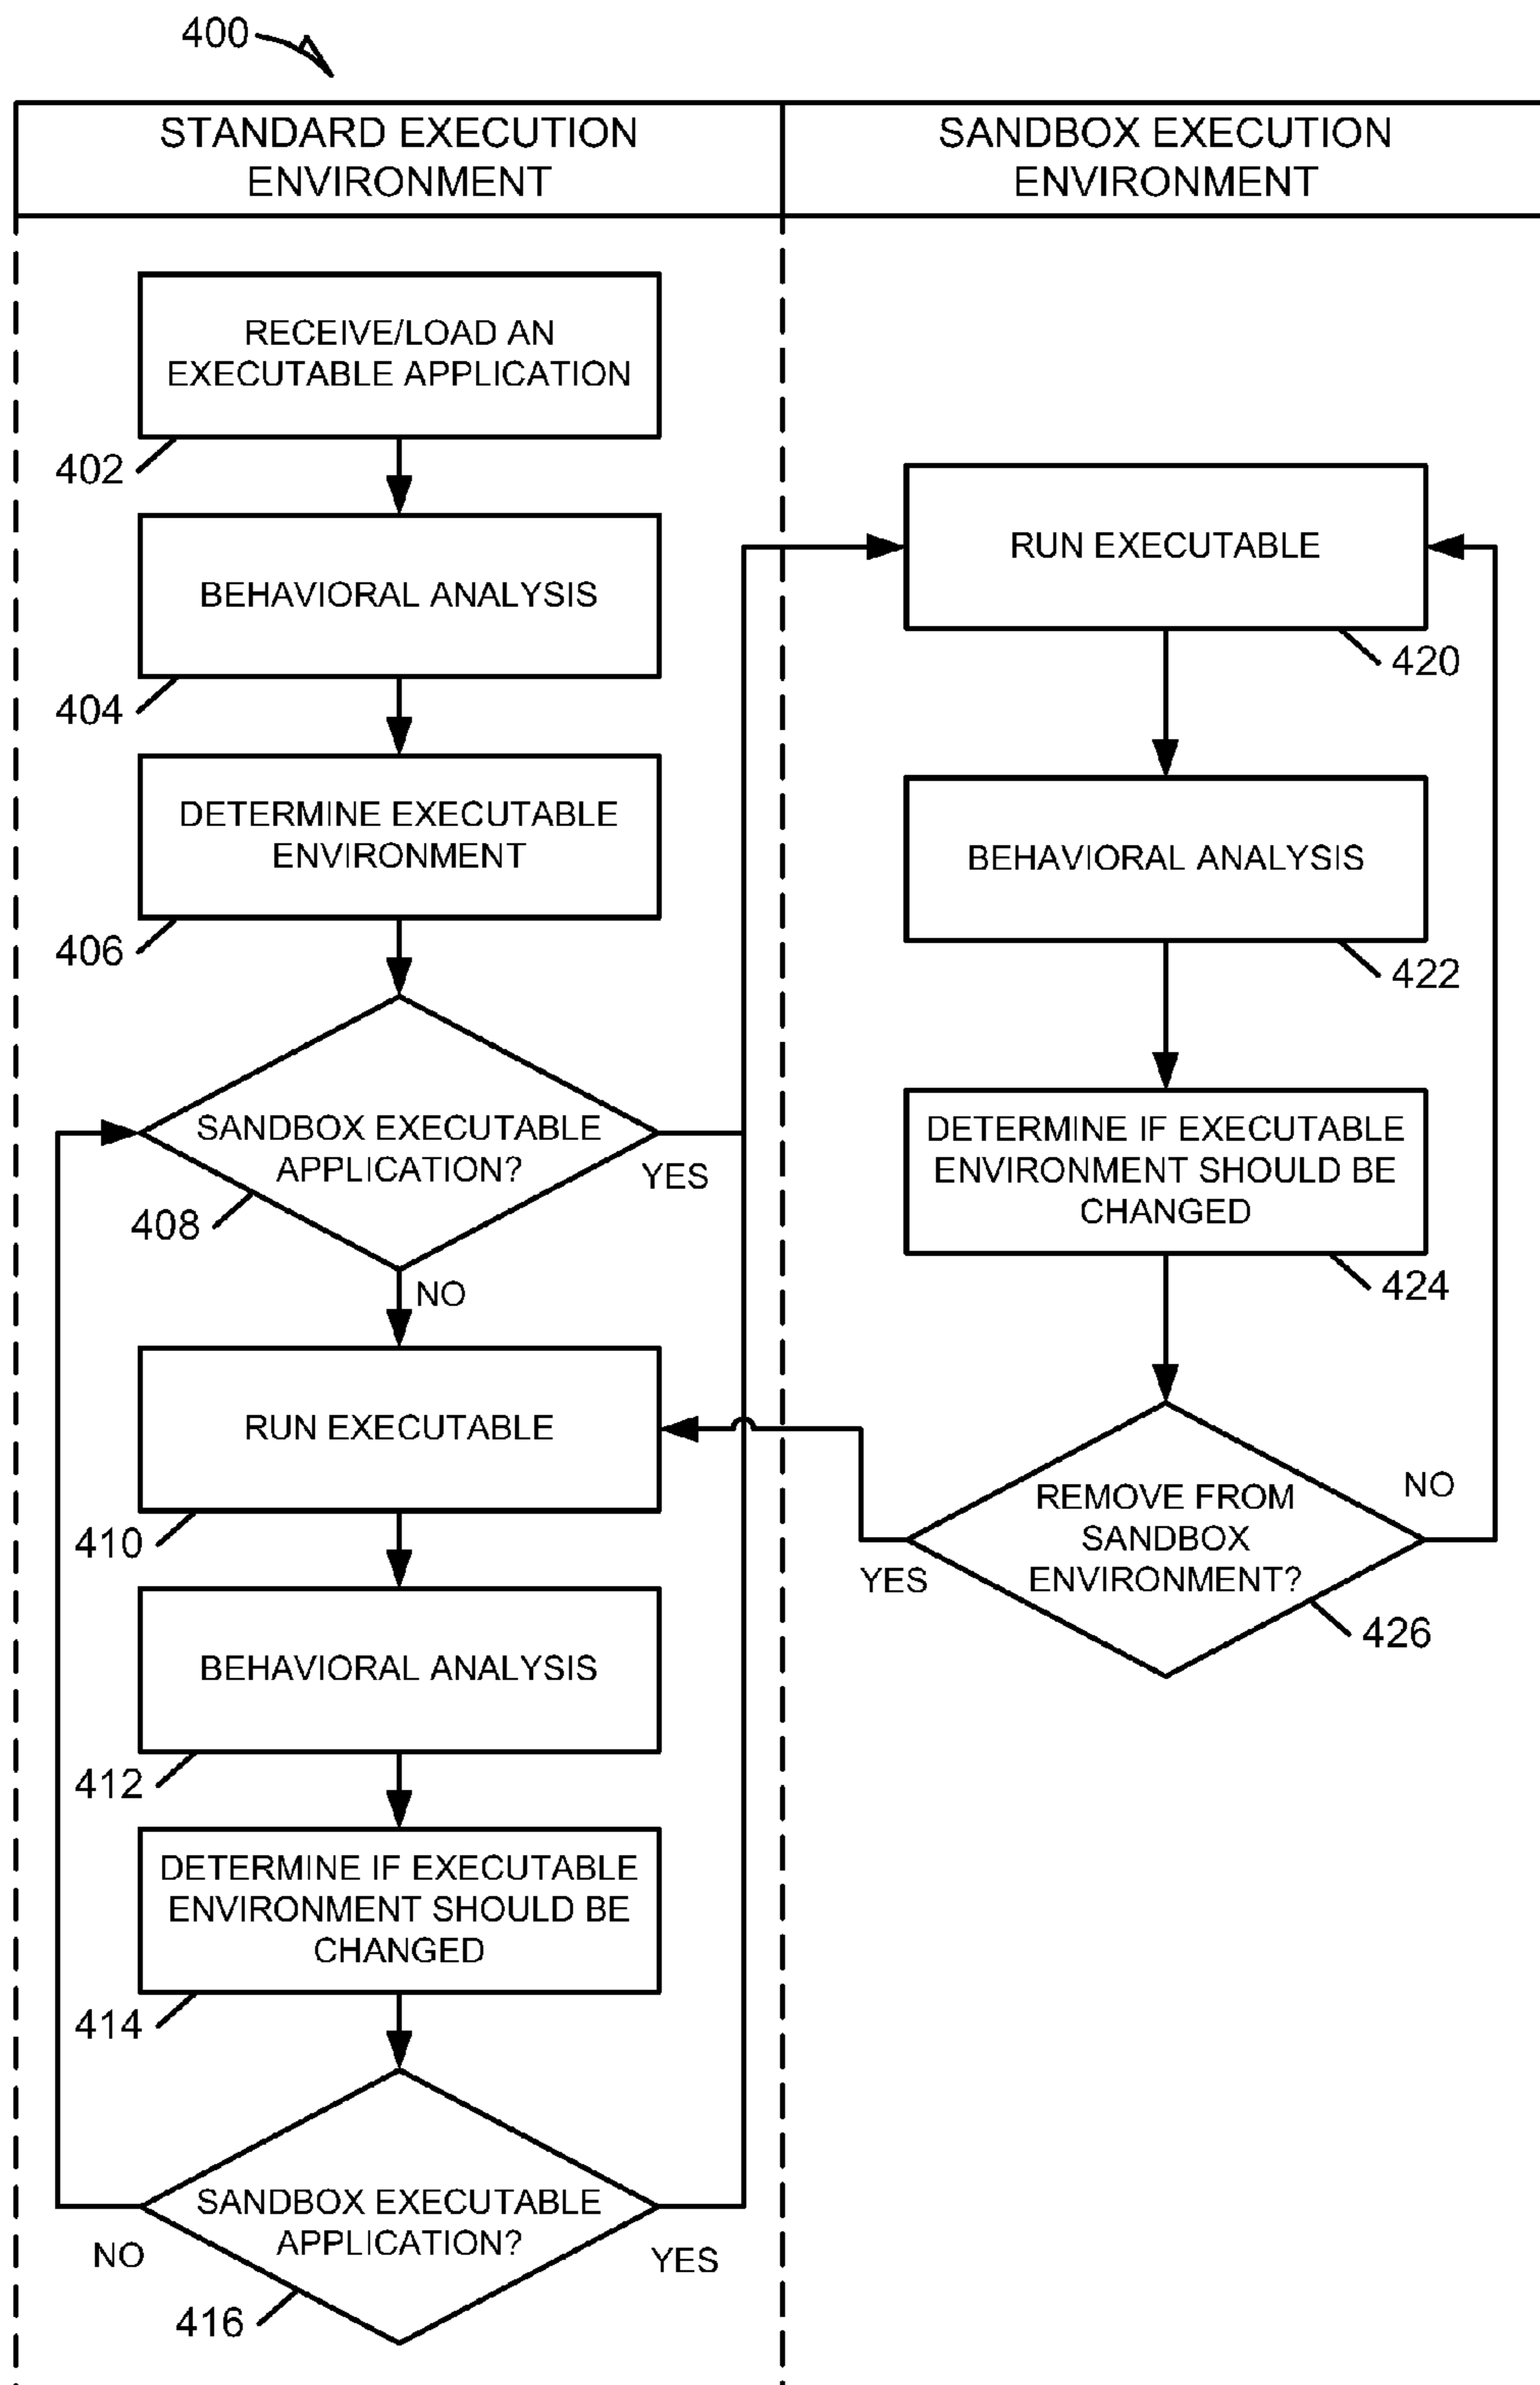 400
STANDARD EXECUTION
ENVIRONMENT
SANDBOX EXECUTION
ENVIRONMENT
RECEIVE/LOAD AN
EXECUTABLE APPLICATION
402
BEHAVIORAL ANALYSIS
404
DETERMINE EXECUTABLE
ENVIRONMENT
406
SANDBOX EXECUTABLE
APPLICATION?
YES
408
NO
RUN EXECUTABLE
410
BEHAVIORAL ANALYSIS
412
DETERMINE IF EXECUTABLE
ENVIRONMENT SHOULD BE
CHANGED
414
SANDBOX EXECUTABLE
APPLICATION?
NO
YES
416
RUN EXECUTABLE
420
BEHAVIORAL ANALYSIS
422
DETERMINE IF EXECUTABLE
ENVIRONMENT SHOULD BE
CHANGED
424
REMOVE FROM
SANDBOX
ENVIRONMENT?
NO
YES
426